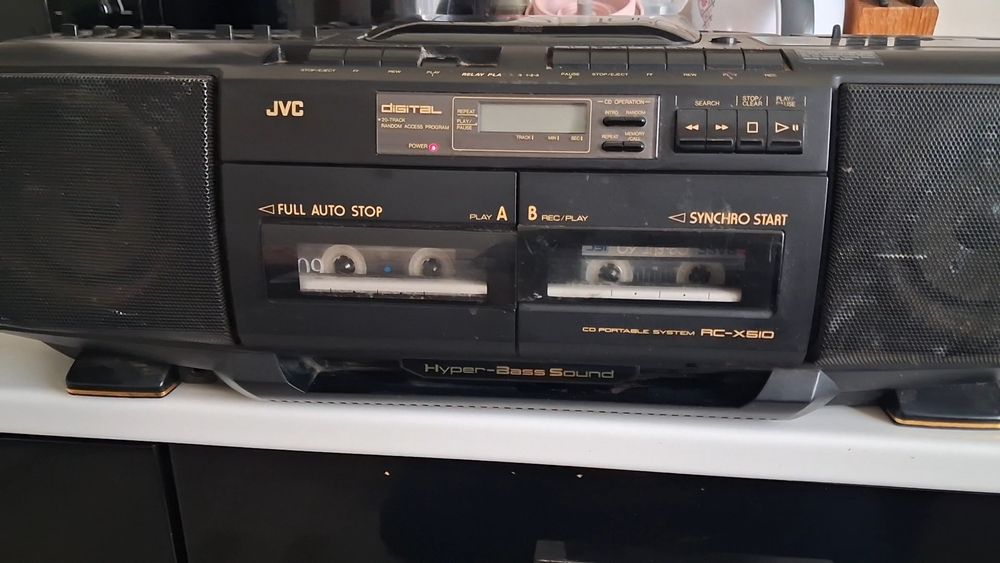 STOP/EJECT FF REW PLAY RELAY PLAY
PAUSE STOP/EJECT FF REW PLAY REC
JVC
DIGITAL
20-TRACK
RANDOM ACCESS PROGRAM
POWER
REPEAT
PLAY/
PAUSE
TRACK MIN SEC
CD OPERATION
INTRO RANDOM
REPEAT MEMORY
/CALL
SEARCH
STOP/
CLEAR
PLAY/
PAUSE
FULL AUTO STOP
PLAY A
B REC/PLAY
SYNCHRO START
CD PORTABLE SYSTEM RC-X510
Hyper-Bass Sound